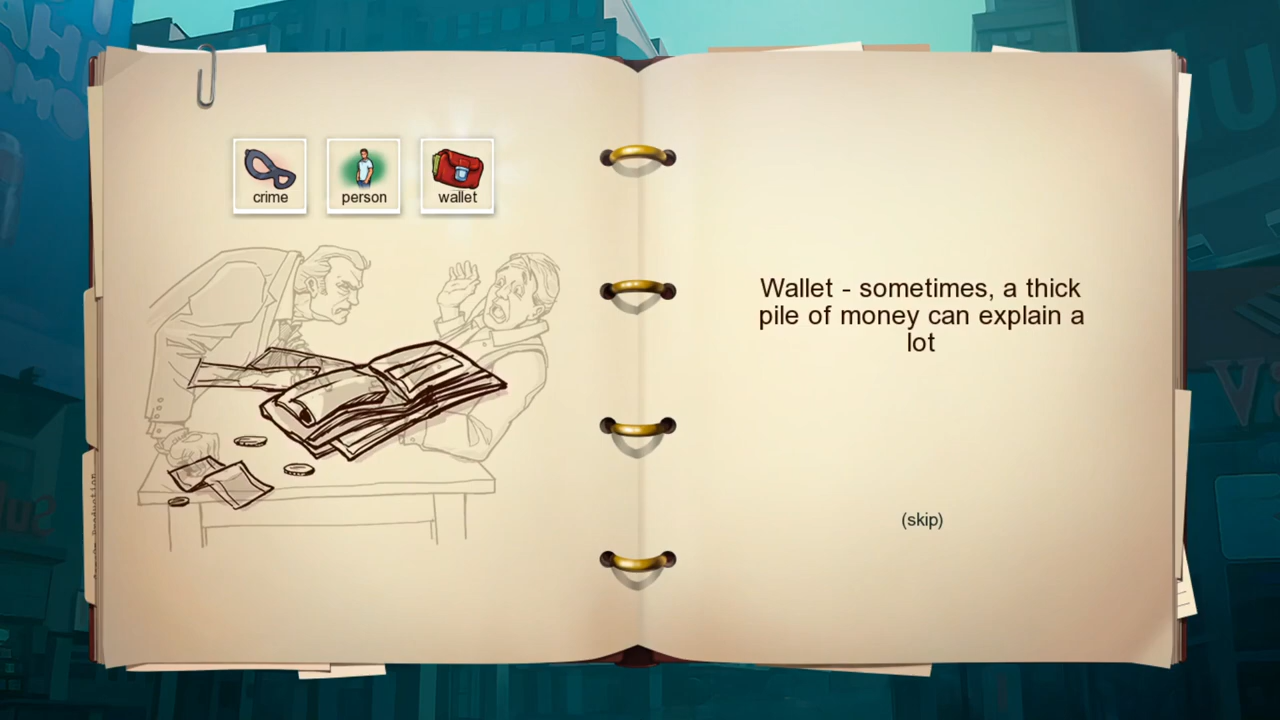 crime
person
wallet
Wallet - sometimes, a thick
pile of money can explain a
lot
(skip)